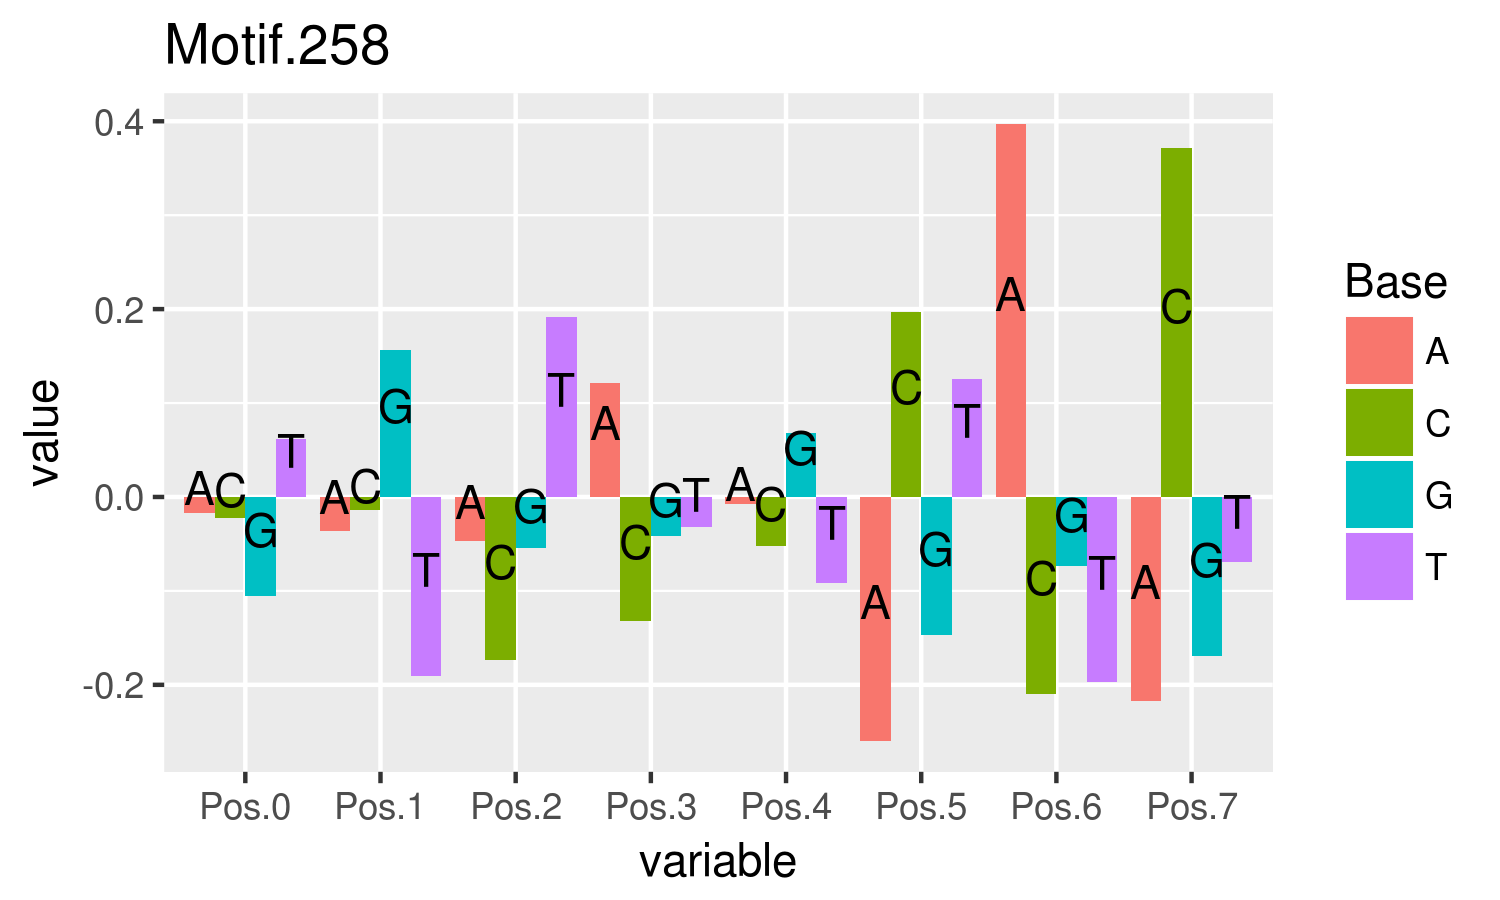 Motif.258
0.4
0.2
0.0
-0.2
value
A C G T
A C G T
A C G T
A C G T
A C G T
A C G T
A C G T
A C G T
Pos.0 Pos.1 Pos.2 Pos.3 Pos.4 Pos.5 Pos.6 Pos.7
variable
Base
A
C
G
T